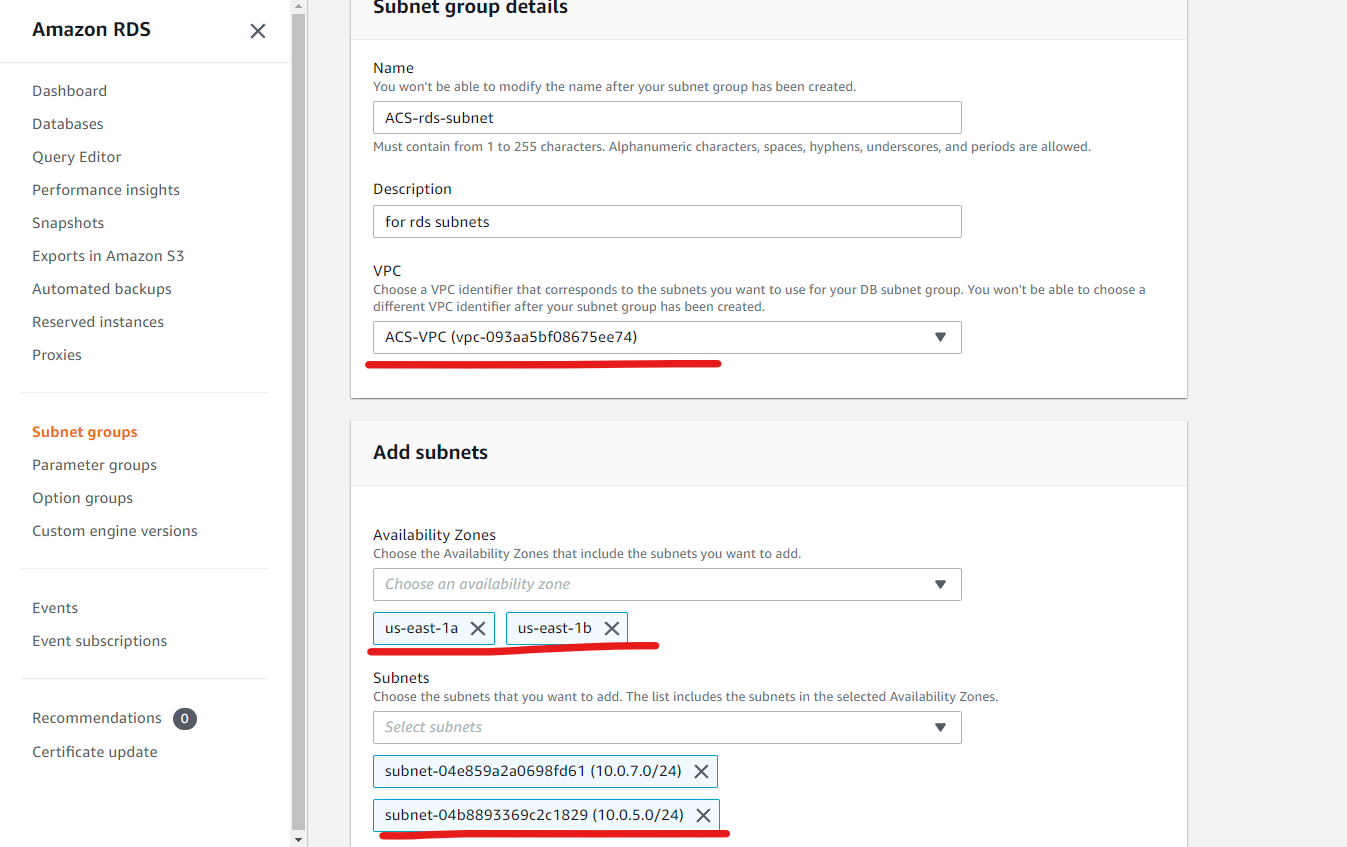 Amazon RDS
Dashboard
Databases
Query Editor
Performance insights
Snapshots
Exports in Amazon S3
Automated backups
Reserved instances
Proxies
Subnet groups
Parameter groups
Option groups
Custom engine versions
Events
Event subscriptions
Recommendations 0
Certificate update
Subnet group details
Name
You won't be able to modify the name after your subnet group has been created.
ACS-rds-subnet
Must contain from 1 to 255 characters. Alphanumeric characters, spaces, hyphens, underscores, and periods are allowed.
Description
for rds subnets
VPC
Choose a VPC identifier that corresponds to the subnets you want to use for your DB subnet group. You won't be able to choose a
different VPC identifier after your subnet group has been created.
ACS-VPC (vpc-093aa5bf08675ee74)
Add subnets
Availability Zones
Choose the Availability Zones that include the subnets you want to add.
Choose an availability zone
us-east-1a us-east-1b
Subnets
Choose the subnets that you want to add. The list includes the subnets in the selected Availability Zones.
Select subnets
subnet-04e859a2a0698fd61 (10.0.7.0/24)
subnet-04b8893369c2c1829 (10.0.5.0/24)